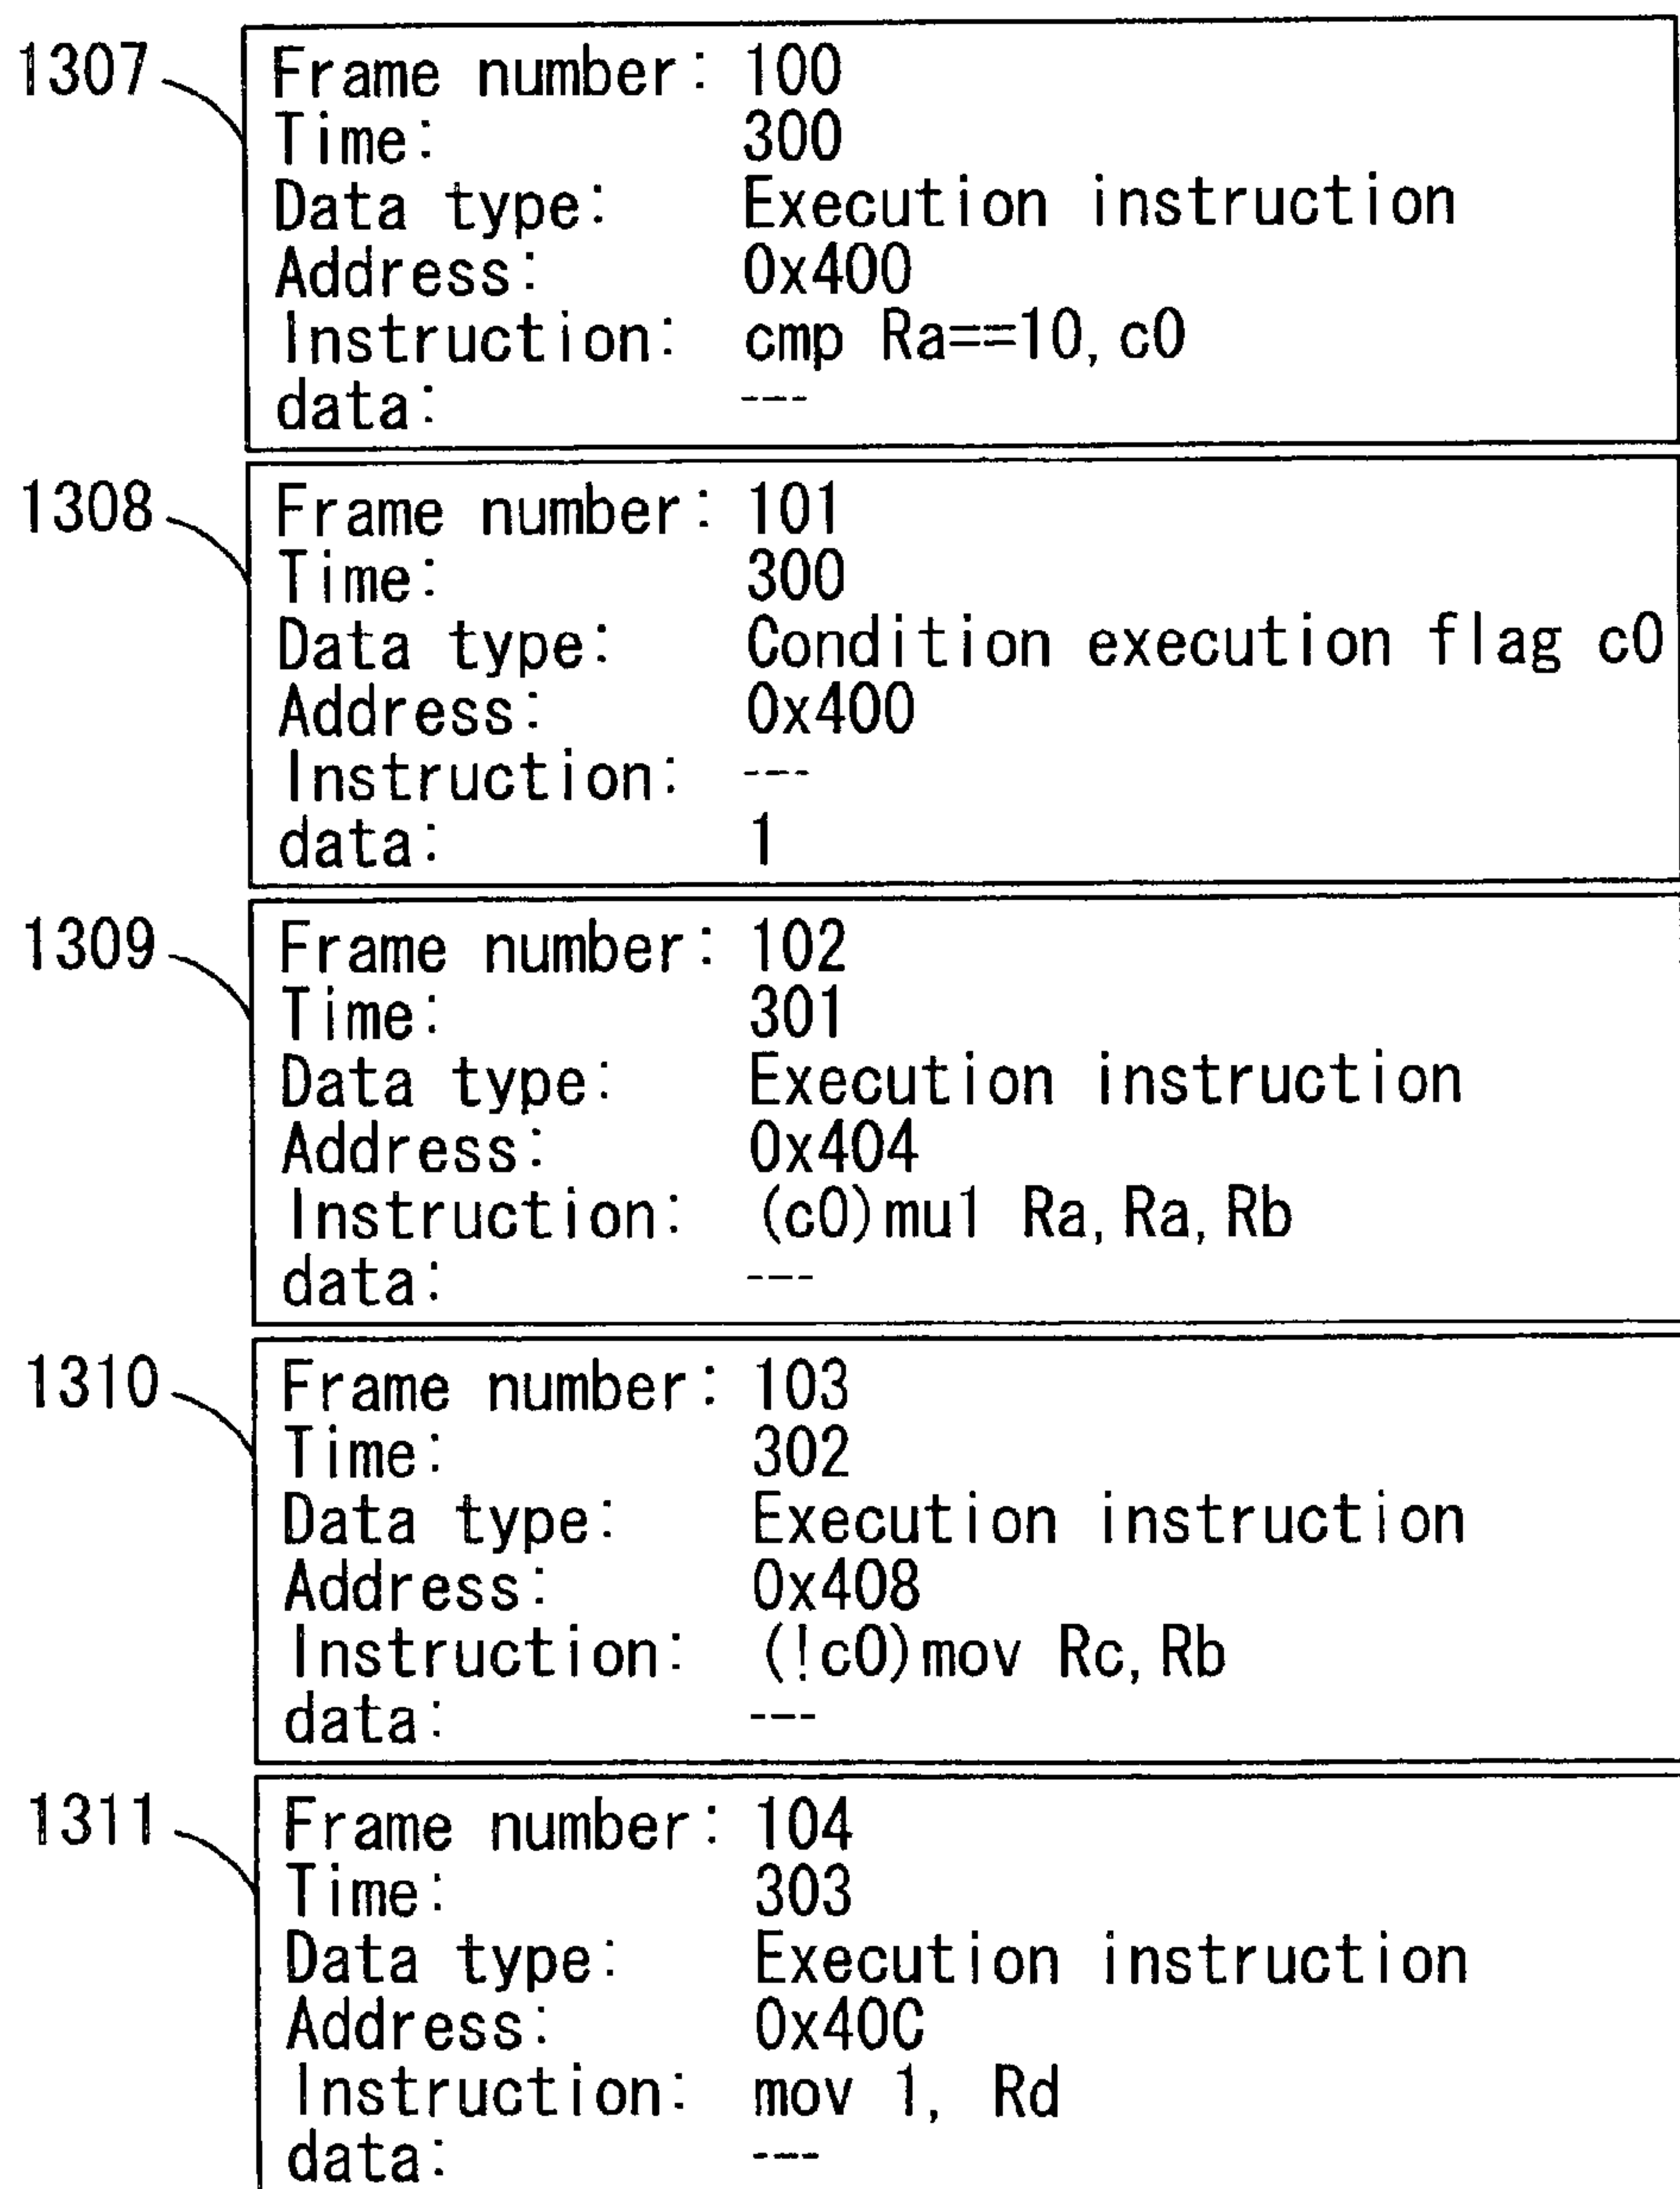 1307
Frame number: 100
Time: 300
Data type: Execution instruction
Address: 0x400
Instruction: cmp Ra==10,c0
data: ---
1308
Frame number: 101
Time: 300
Data type: Condition execution flag c0
Address: 0x400
Instruction: ---
data: 1
1309
Frame number: 102
Time: 301
Data type: Execution instruction
Address: 0x404
Instruction: (c0)mul Ra,Ra,Rb
data: ---
1310
Frame number: 103
Time: 302
Data type: Execution instruction
Address: 0x408
Instruction: (!c0)mov Rc,Rb
data: ---
1311
Frame number: 104
Time: 303
Data type: Execution instruction
Address: 0x40C
Instruction: mov 1, Rd
data: ---